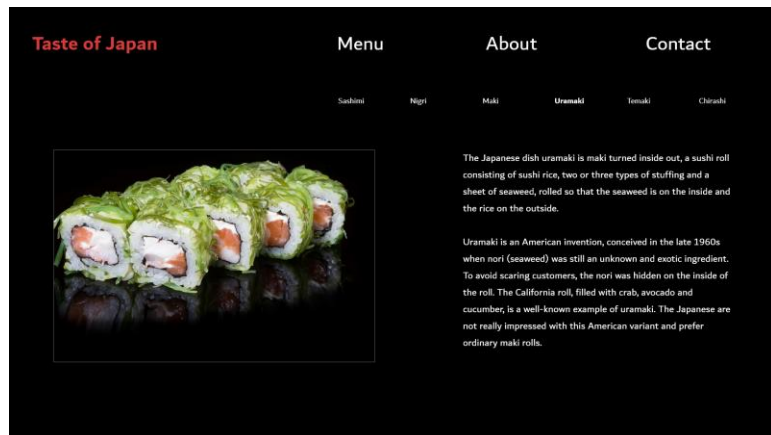 Taste of Japan
Menu
About
Contact
Sashimi
Nigri
Maki
Uramaki
Temaki
Chirashi
The Japanese dish uramaki is maki turned inside out, a sushi roll
consisting of sushi rice, two or three types of stuffing and a
sheet of seaweed, rolled so that the seaweed is on the inside and
the rice on the outside.
Uramaki is an American invention, conceived in the late 1960s
when nori (seaweed) was still an unknown and exotic ingredient.
To avoid scaring customers, the nori was hidden on the inside of
the roll. The California roll, filled with crab, avocado and
cucumber, is a well-known example of uramaki. The Japanese are
not really impressed with this American variant and prefer
ordinary maki rolls.